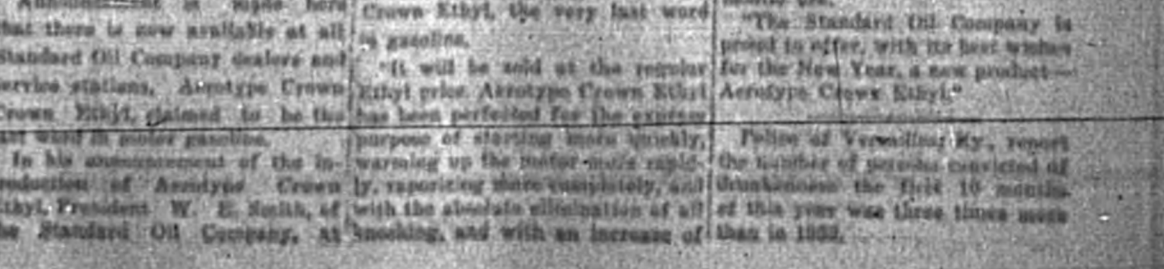 Announcement is made here
that there is now available at all
Standard Oil Company dealers and
service stations, Aerotype Crown
Crown Ethyl, claimed to be the
last word in motor gasoline.
In his announcement of the in-
troduction of Aerotype Crown
Ethyl, President W. E. Smith, of
the Standard Oil Company, at
Crown Ethyl, the very last word
in gasoline.
"It will be sold at the regular
Ethyl price. Aerotype Crown Ethyl
has been perfected for the express
purpose of starting more quickly,
warming up the motor more rapid-
ly, vaporizing more completely, and
with the absolute elimination of all
knocking, and with an increase of
"The Standard Oil Company is
proud to offer, with its best wishes
for the New Year, a new product—
Aerotype Crown Ethyl."
Police of Ky., report
the number of persons convicted of
drunkenness the first 10 months
of this year was three times more
than in